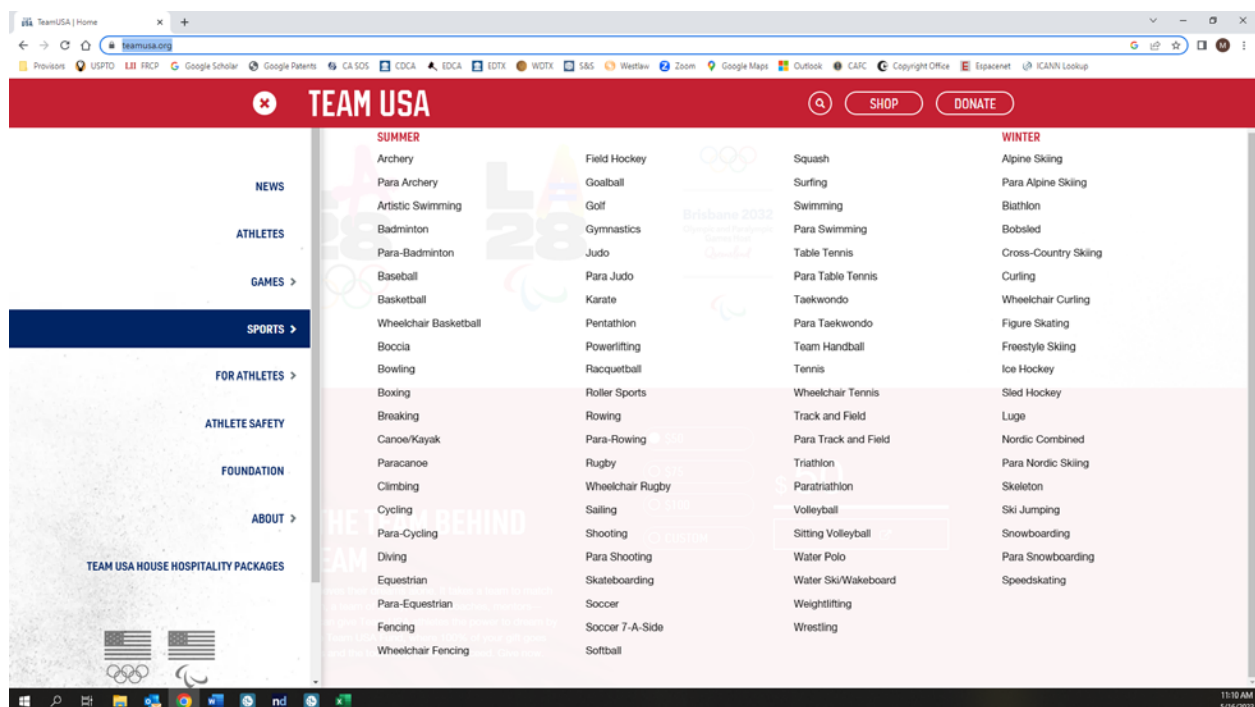 TeamUSA | Home
teamusa.org
Provisors USPTO LII FRCP Google Scholar Google Patents CA SOS CDCA EDCA EDTX WDTX S&S Westlaw Zoom Google Maps Outlook CAFC Copyright Office Espacenet ICANN Lookup
TEAM USA SHOP DONATE
NEWS
ATHLETES
GAMES >
SPORTS >
FOR ATHLETES >
ATHLETE SAFETY
FOUNDATION
ABOUT >
TEAM USA HOUSE HOSPITALITY PACKAGES
SUMMER
Archery
Para Archery
Artistic Swimming
Badminton
Para-Badminton
Baseball
Basketball
Wheelchair Basketball
Boccia
Bowling
Boxing
Breaking
Canoe/Kayak
Paracanoe
Climbing
Cycling
Para-Cycling
Diving
Equestrian
Para-Equestrian
Fencing
Wheelchair Fencing
Field Hockey
Goalball
Golf
Gymnastics
Judo
Para Judo
Karate
Pentathlon
Powerlifting
Racquetball
Roller Sports
Rowing
Para-Rowing
Rugby
Wheelchair Rugby
Sailing
Shooting
Para Shooting
Skateboarding
Soccer
Soccer 7-A-Side
Softball
Squash
Surfing
Swimming
Para Swimming
Table Tennis
Para Table Tennis
Taekwondo
Para Taekwondo
Team Handball
Tennis
Wheelchair Tennis
Track and Field
Para Track and Field
Triathlon
Paratriathlon
Volleyball
Sitting Volleyball
Water Polo
Water Ski/Wakeboard
Weightlifting
Wrestling
WINTER
Alpine Skiing
Para Alpine Skiing
Biathlon
Bobsled
Cross-Country Skiing
Curling
Wheelchair Curling
Figure Skating
Freestyle Skiing
Ice Hockey
Sled Hockey
Luge
Nordic Combined
Para Nordic Skiing
Skeleton
Ski Jumping
Snowboarding
Para Snowboarding
Speedskating
Brisbane 2032
THE TEAM BEHIND
CUSTOM
nd
11:10 AM